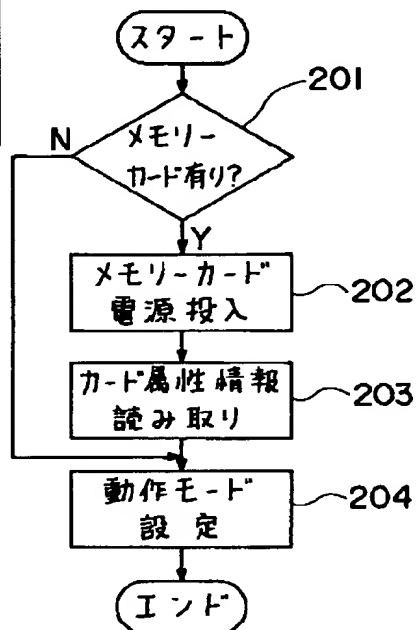 スタート
201
N
メモリー
カード有り?
Y
メモリーカード
電源投入
202
カード属性情報
読み取り
203
動作モード
設定
204
エンド